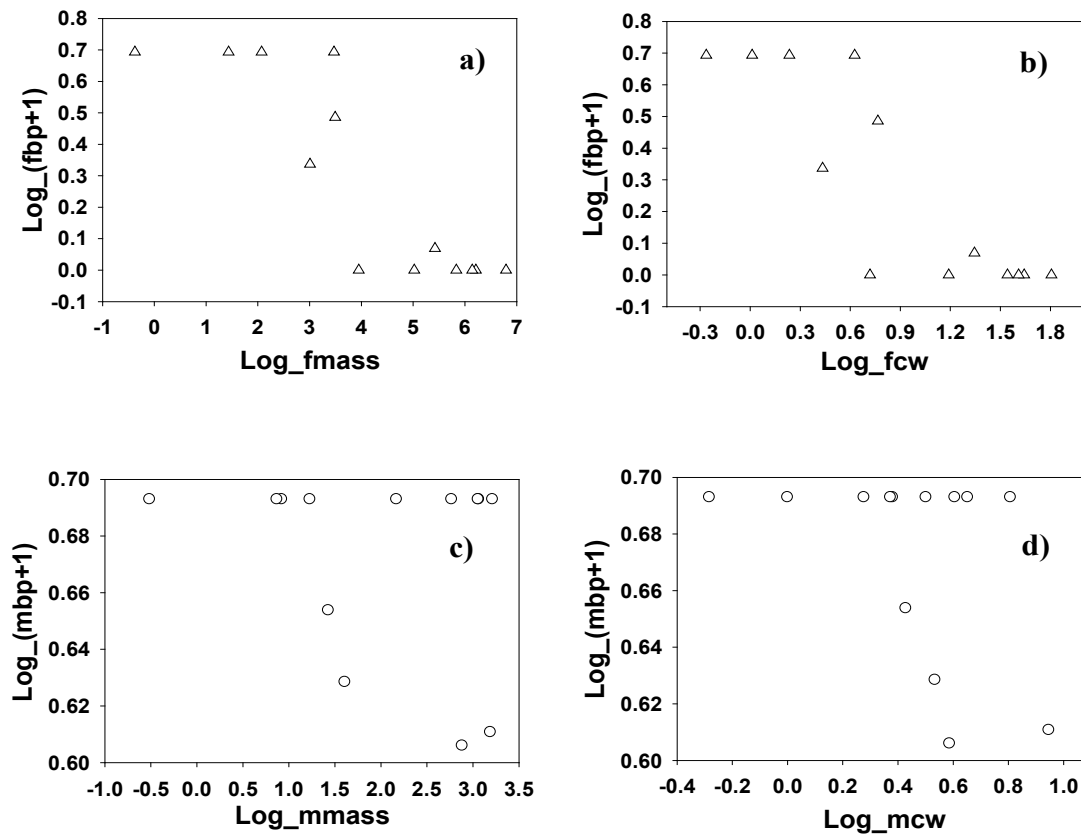 0.8
0.7
0.6
0.5
0.4
0.3
0.2
0.1
0.0
-0.1
Log_(fbp+1)
a)
-1 0 1 2 3 4 5 6 7
Log_fmass
0.8
0.7
0.6
0.5
0.4
0.3
0.2
0.1
0.0
-0.1
Log_(fbp+1)
b)
-0.3 0.0 0.3 0.6 0.9 1.2 1.5 1.8
Log_fcw
0.70
0.68
0.66
0.64
0.62
0.60
Log_(mbp+1)
c)
-1.0 -0.5 0.0 0.5 1.0 1.5 2.0 2.5 3.0 3.5
Log_mmass
0.70
0.68
0.66
0.64
0.62
0.60
Log_(mbp+1)
d)
-0.4 -0.2 0.0 0.2 0.4 0.6 0.8 1.0
Log_mcw